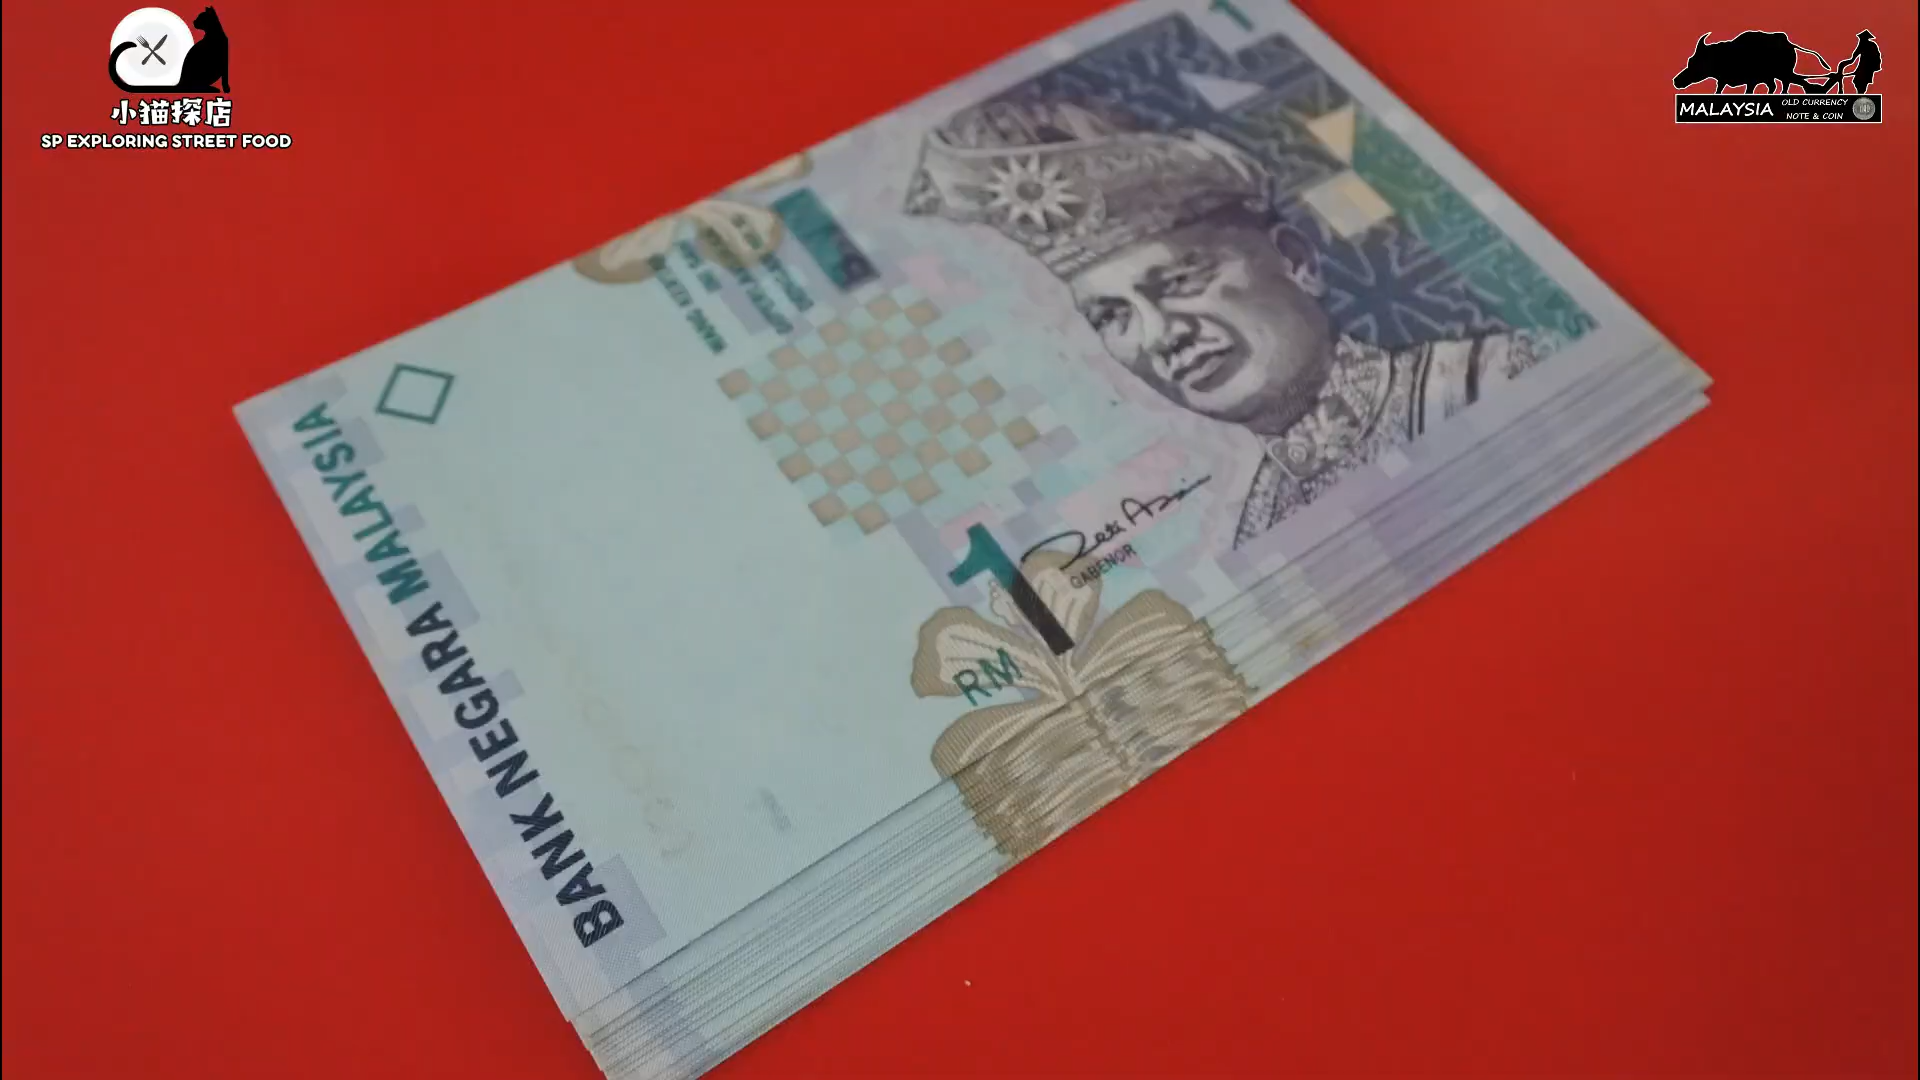 小猫探店
SP EXPLORING STREET FOOD
MALAYSIA
OLD CURRENCY
NOTE & COIN
1
BANK NEGARA MALAYSIA
GABENOR
1
RM